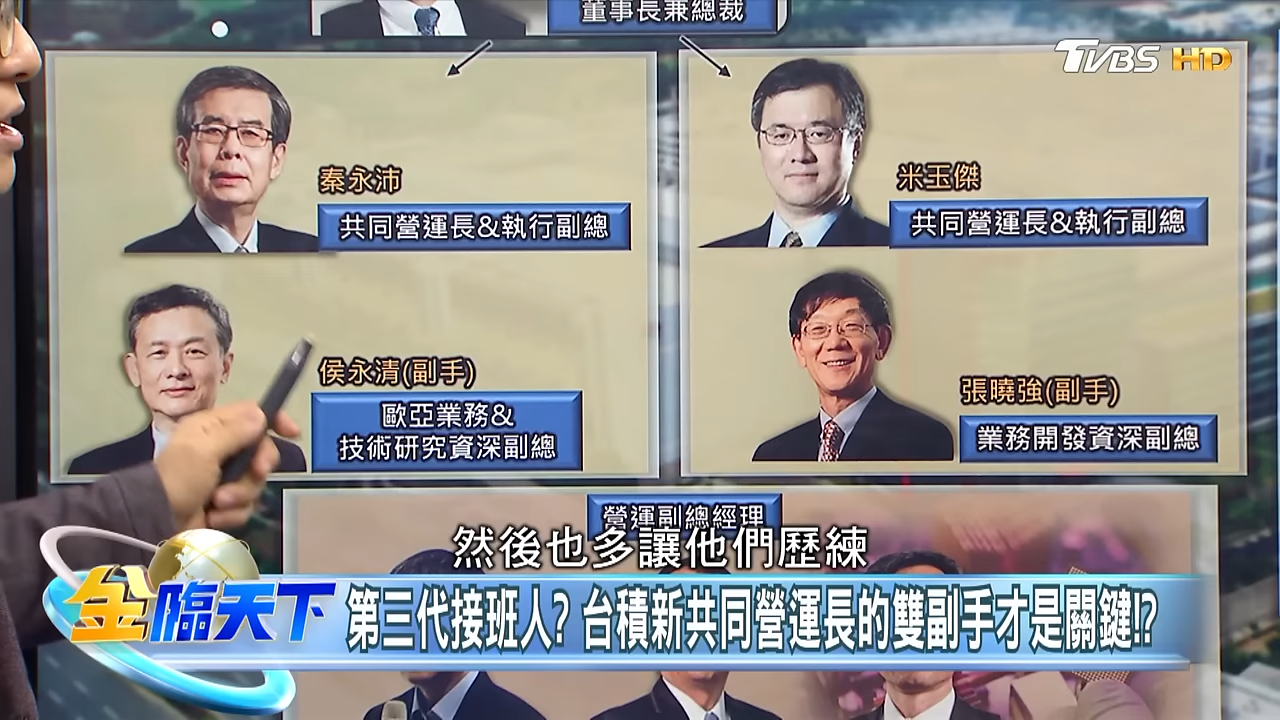 董事長兼總裁
TVBS HD
秦永沛
共同營運長&執行副總
米玉傑
共同營運長&執行副總
侯永清(副手)
歐亞業務&
技術研究資深副總
張曉強(副手)
業務開發資深副總
營運副總經理
然後也多讓他們歷練
金臨天下
第三代接班人? 台積新共同營運長的雙副手才是關鍵!?